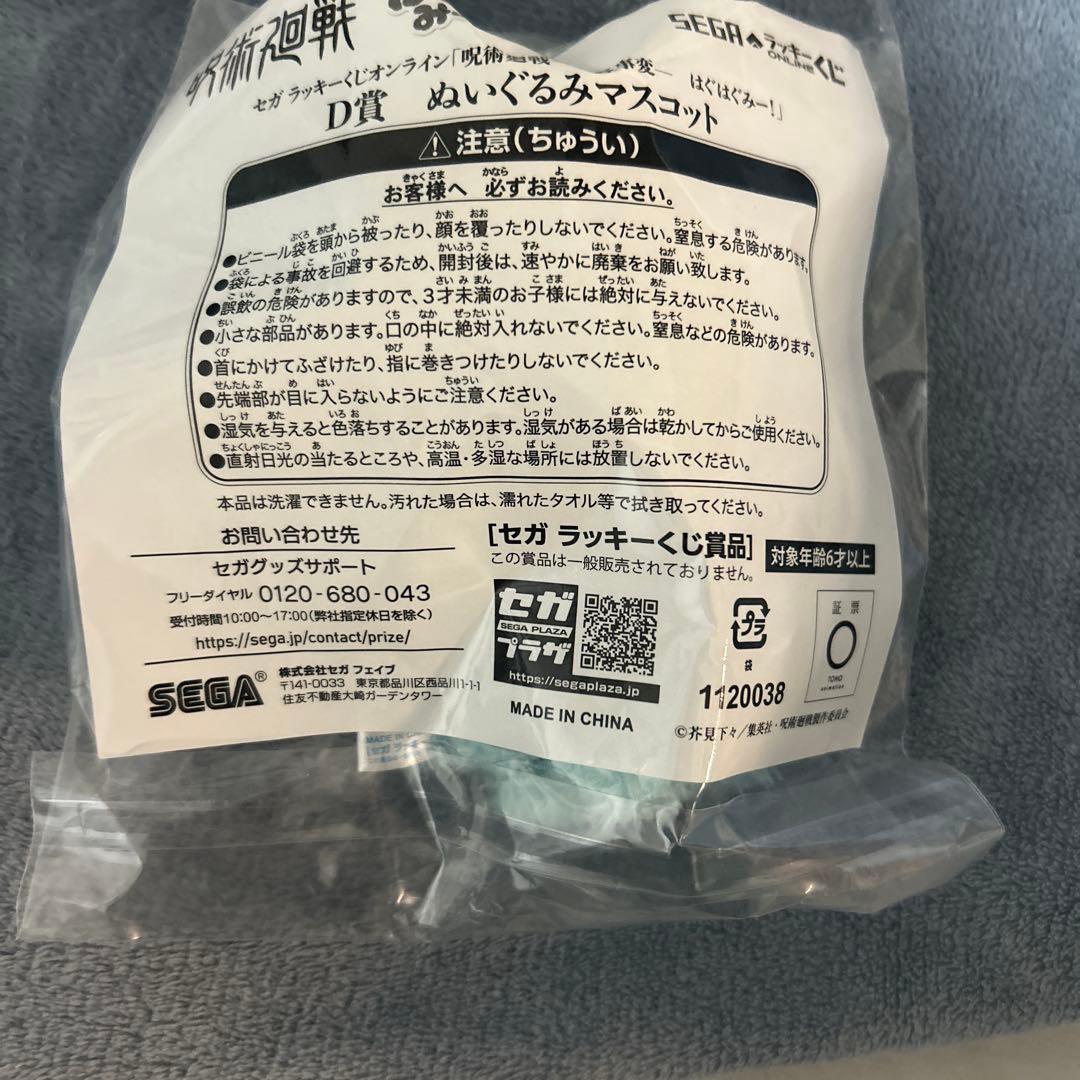 呪術廻戦
ぐみ
SEGA ラッキーくじ
ONLINE
セガ ラッキーくじオンライン「呪術廻戦 事変― はぐはぐみー!」
D賞 ぬいぐるみマスコット
注意(ちゅうい)
お客様へ 必ずお読みください。
●ビニール袋を頭から被ったり、顔を覆ったりしないでください。窒息する危険があります。
●袋による事故を回避するため、開封後は、速やかに廃棄をお願い致します。
●誤飲の危険がありますので、3才未満のお子様には絶対に与えないでください。
●小さな部品があります。口の中に絶対入れないでください。窒息などの危険があります。
●首にかけてふざけたり、指に巻きつけたりしないでください。
●先端部が目に入らないようにご注意ください。
●湿気を与えると色落ちすることがあります。湿気がある場合は乾かしてからご使用ください。
●直射日光の当たるところや、高温・多湿な場所には放置しないでください。
本品は洗濯できません。汚れた場合は、濡れたタオル等で拭き取ってください。
お問い合わせ先
セガグッズサポート
フリーダイヤル 0120-680-043
受付時間10:00〜17:00(弊社指定休日を除く)
https://sega.jp/contact/prize/
SEGA®
株式会社セガ フェイブ
〒141-0033 東京都品川区西品川1-1-1
住友不動産大崎ガーデンタワー
[セガ ラッキーくじ賞品]
この賞品は一般販売されておりません。
対象年齢6才以上
セガ
SEGA PLAZA
プラザ
https://segaplaza.jp
MADE IN CHINA
プラ
袋
1120038
証票
TOHO
animation
©芥見下々/集英社・呪術廻戦製作委員会
MADE IN C
[セガ ラッキ